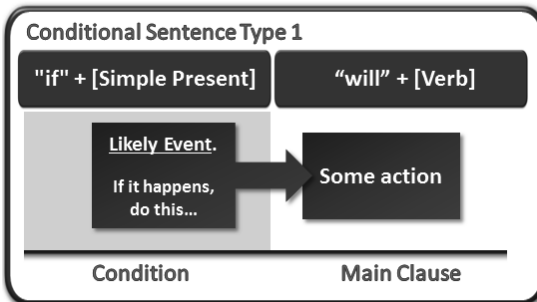 Conditional Sentence Type 1
"if" + [Simple Present]
“will” + [Verb]
Likely Event.
If it happens,
do this...
Some action
Condition
Main Clause